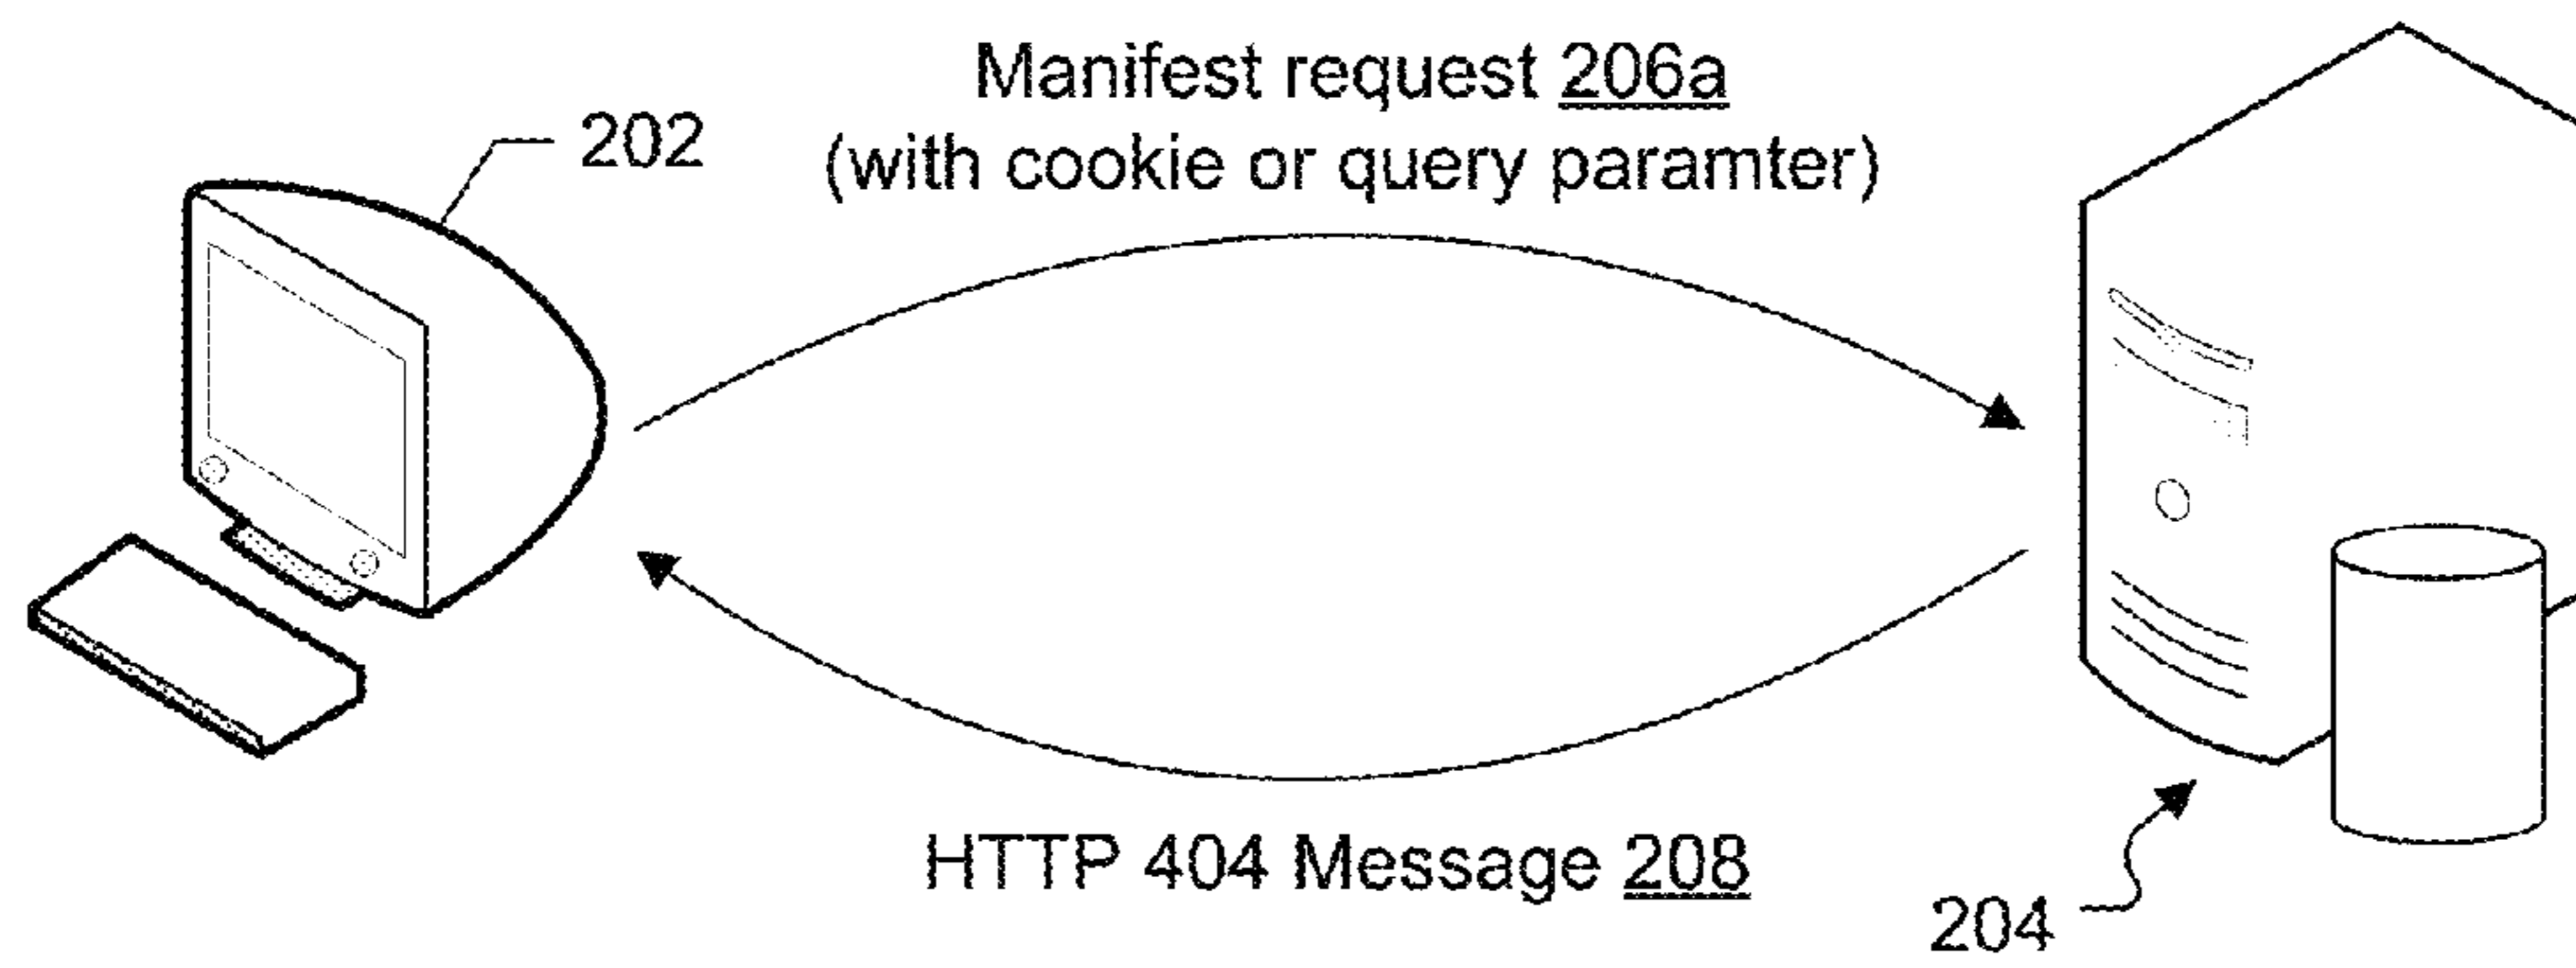 Manifest request 206a
(with cookie or query paramter)
202
HTTP 404 Message 208
204